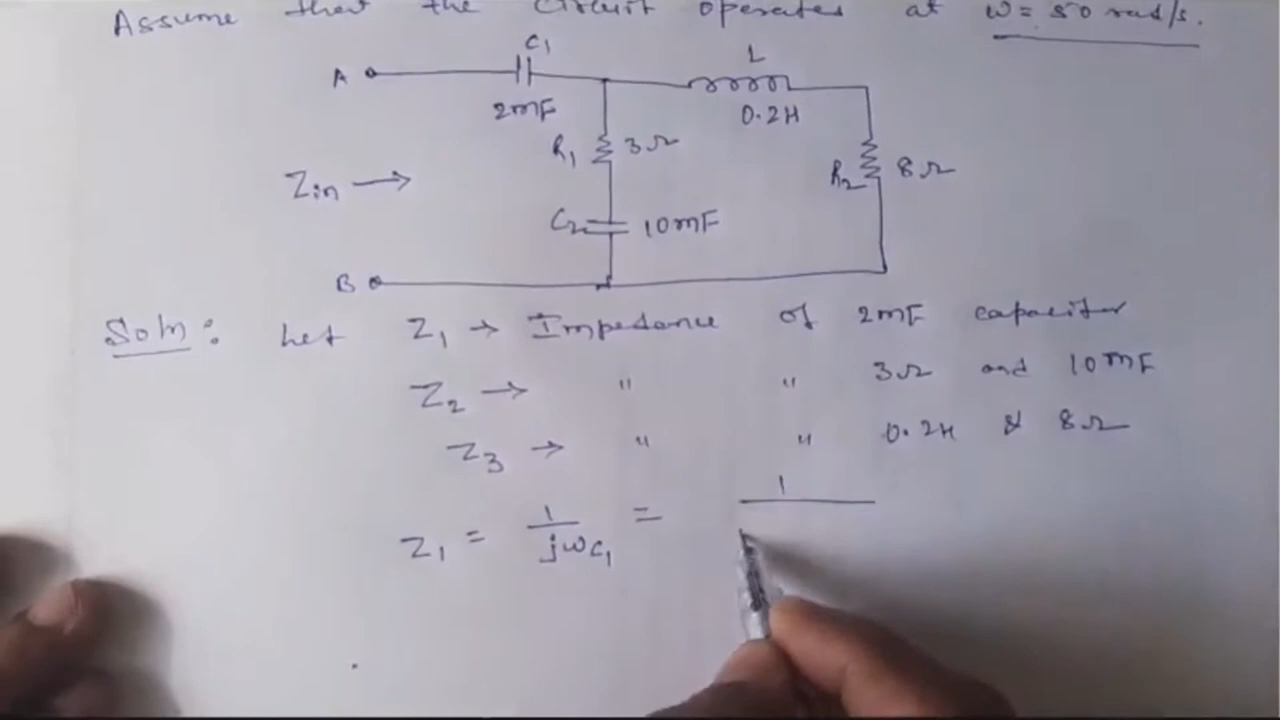 Assume that the circuit operates at ω = 50 rad/s.
C1
L
A
2mF
0.2H
R1
3Ω
R2
8Ω
Zin →
C2
10mF
B
Soln: Let Z1 → Impedance of 2mF capacitor
Z2 → " " 3Ω and 10mF
Z3 → " " 0.2H & 8Ω
Z1 = 1/jωC1 = 1